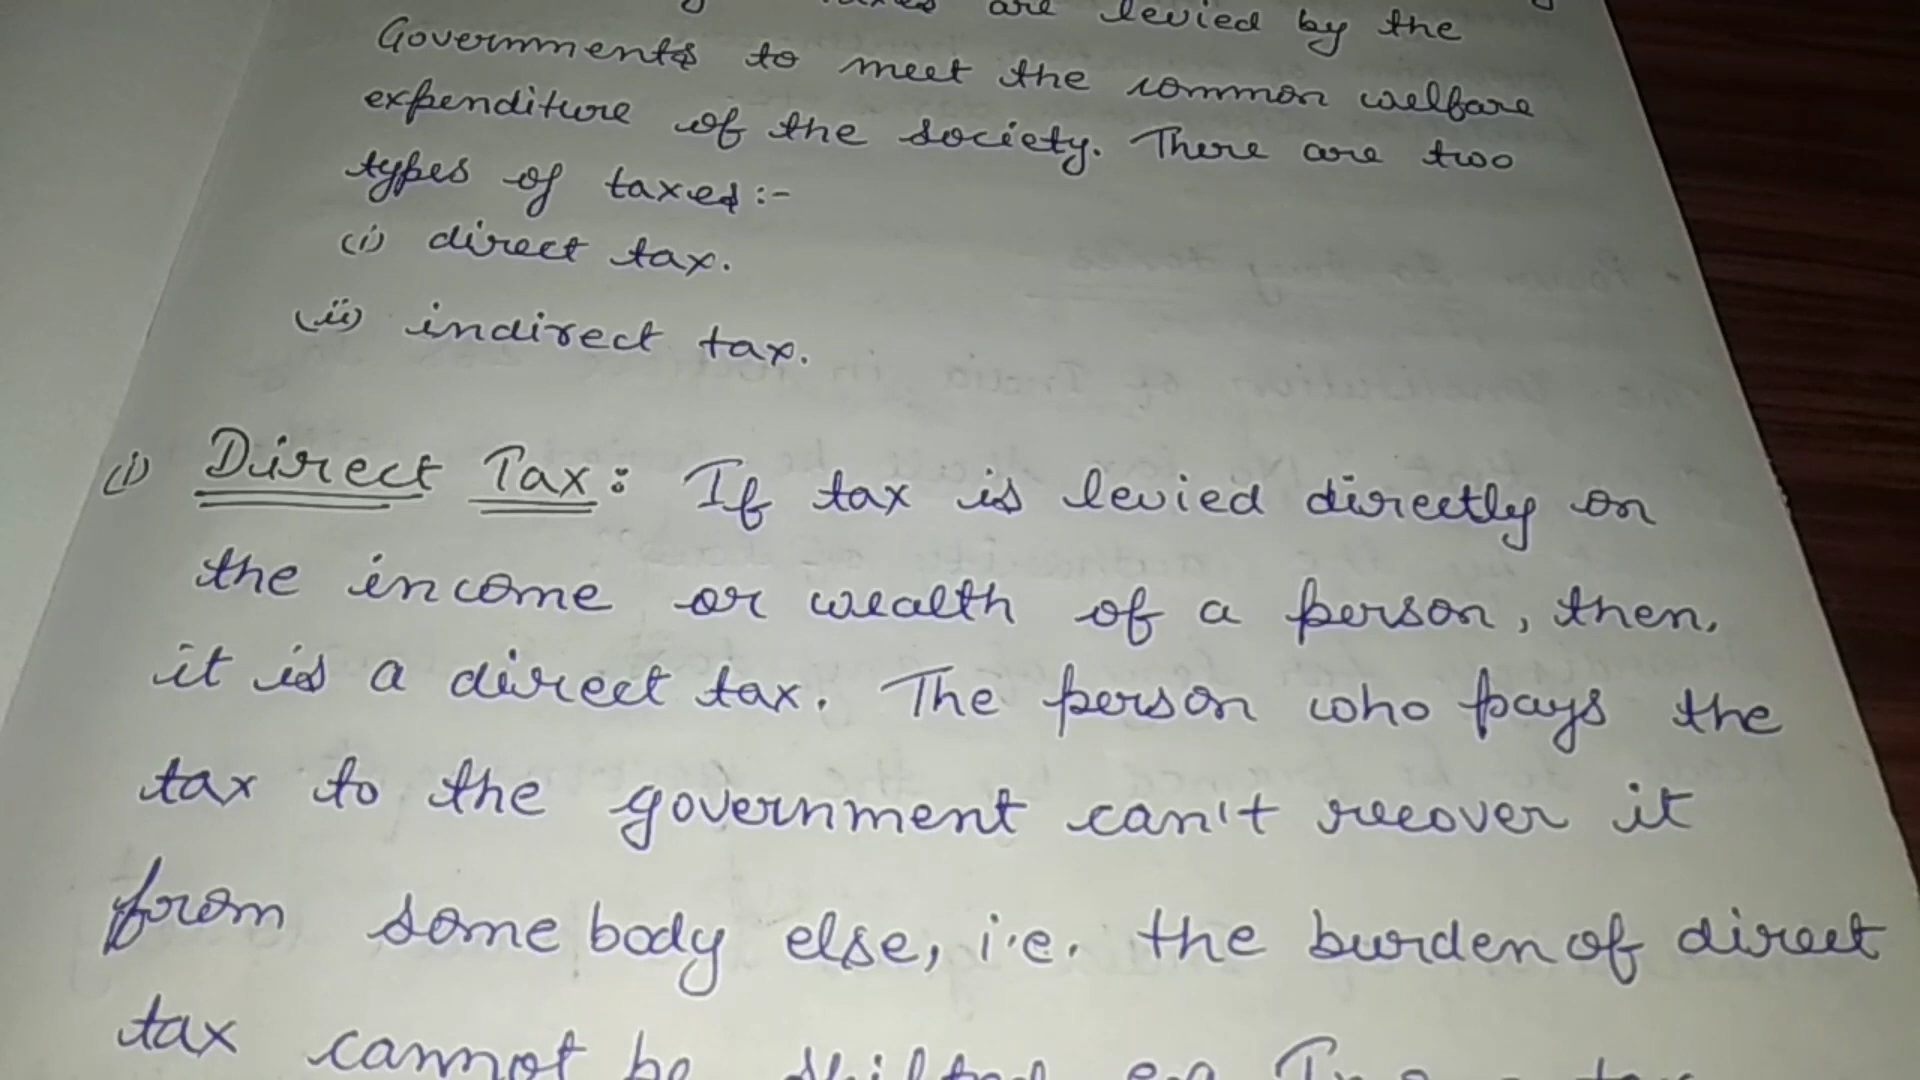 taxes are levied by the
Governments to meet the common welfare
expenditure of the society. There are two
types of taxes:-
(i) direct tax.
(ii) indirect tax.
(i) Direct Tax: If tax is levied directly on
the income or wealth of a person, then,
it is a direct tax. The person who pays the
tax to the government can't recover it
from somebody else, i.e. the burden of direct
tax cannot be shifted